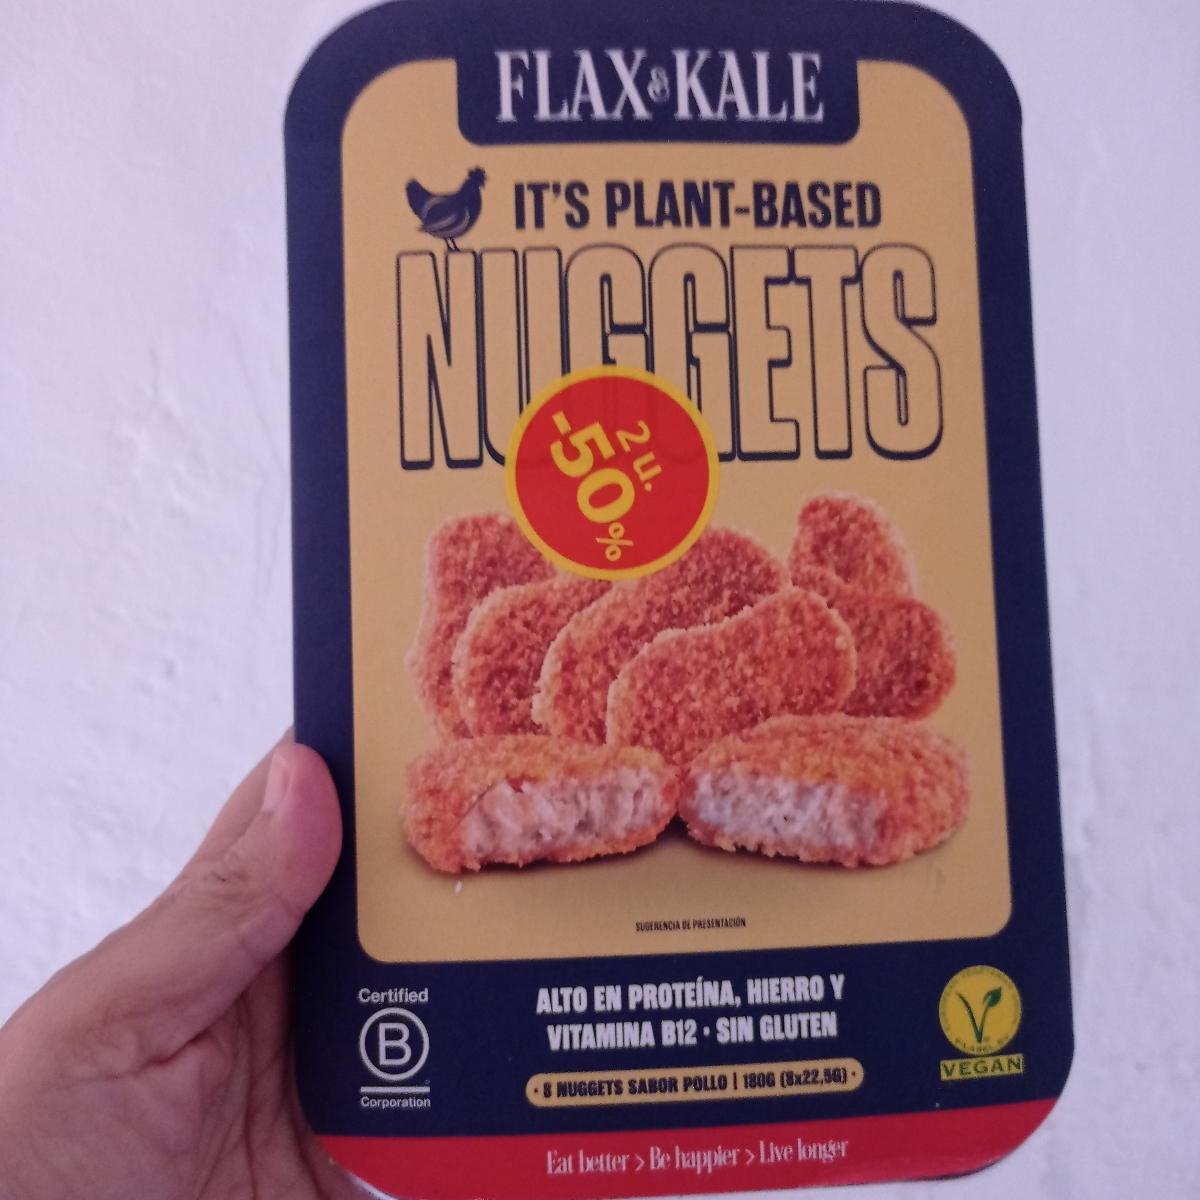 FLAX & KALE
IT'S PLANT-BASED
NUGGETS
2 u.
-50%
SUGERENCIA DE PRESENTACIÓN
Certified
B
Corporation
ALTO EN PROTEÍNA, HIERRO Y
VITAMINA B12 · SIN GLUTEN
· 8 NUGGETS SABOR POLLO | 180G (8x22,5G) ·
VEGAN
Eat better > Be happier > Live longer